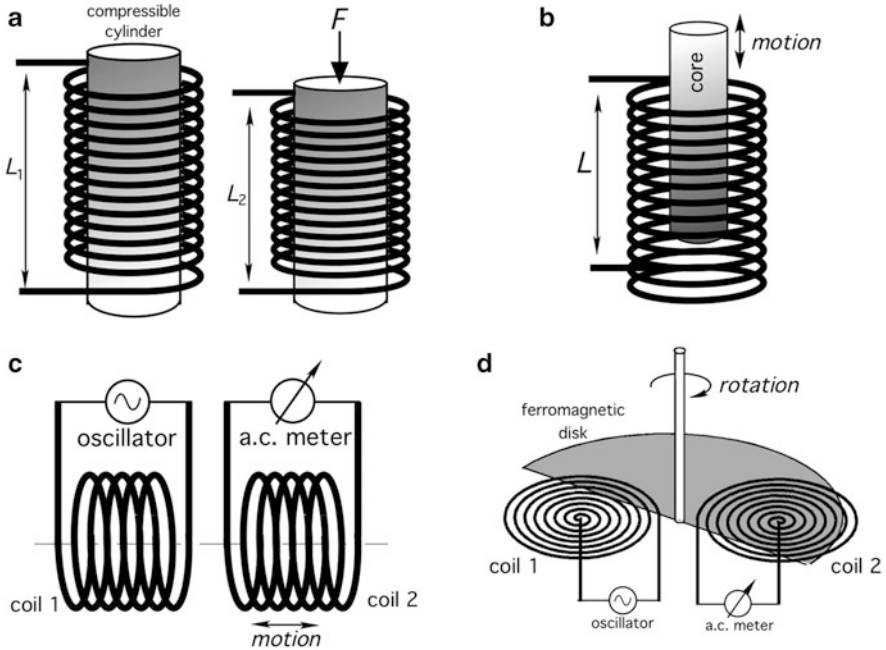 a
compressible
cylinder
F
L1
L2
b
motion
core
L
c
oscillator
a.c. meter
coil 1
coil 2
motion
d
rotation
ferromagnetic
disk
coil 1
coil 2
oscillator
a.c. meter